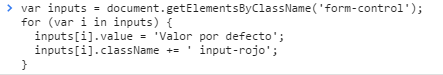 > var inputs = document.getElementsByClassName('form-control');
for (var i in inputs) {
  inputs[i].value = 'Valor por defecto';
  inputs[i].className += ' input-rojo';
}